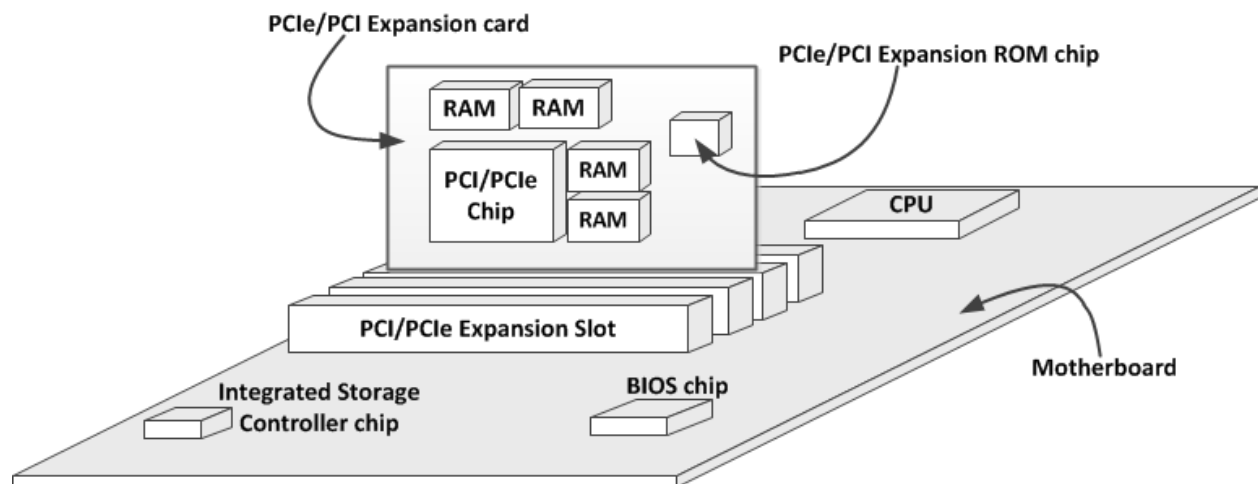 PCIe/PCI Expansion card
PCIe/PCI Expansion ROM chip
RAM
RAM
PCI/PCIe
Chip
RAM
RAM
CPU
PCI/PCIe Expansion Slot
Motherboard
Integrated Storage
Controller chip
BIOS chip